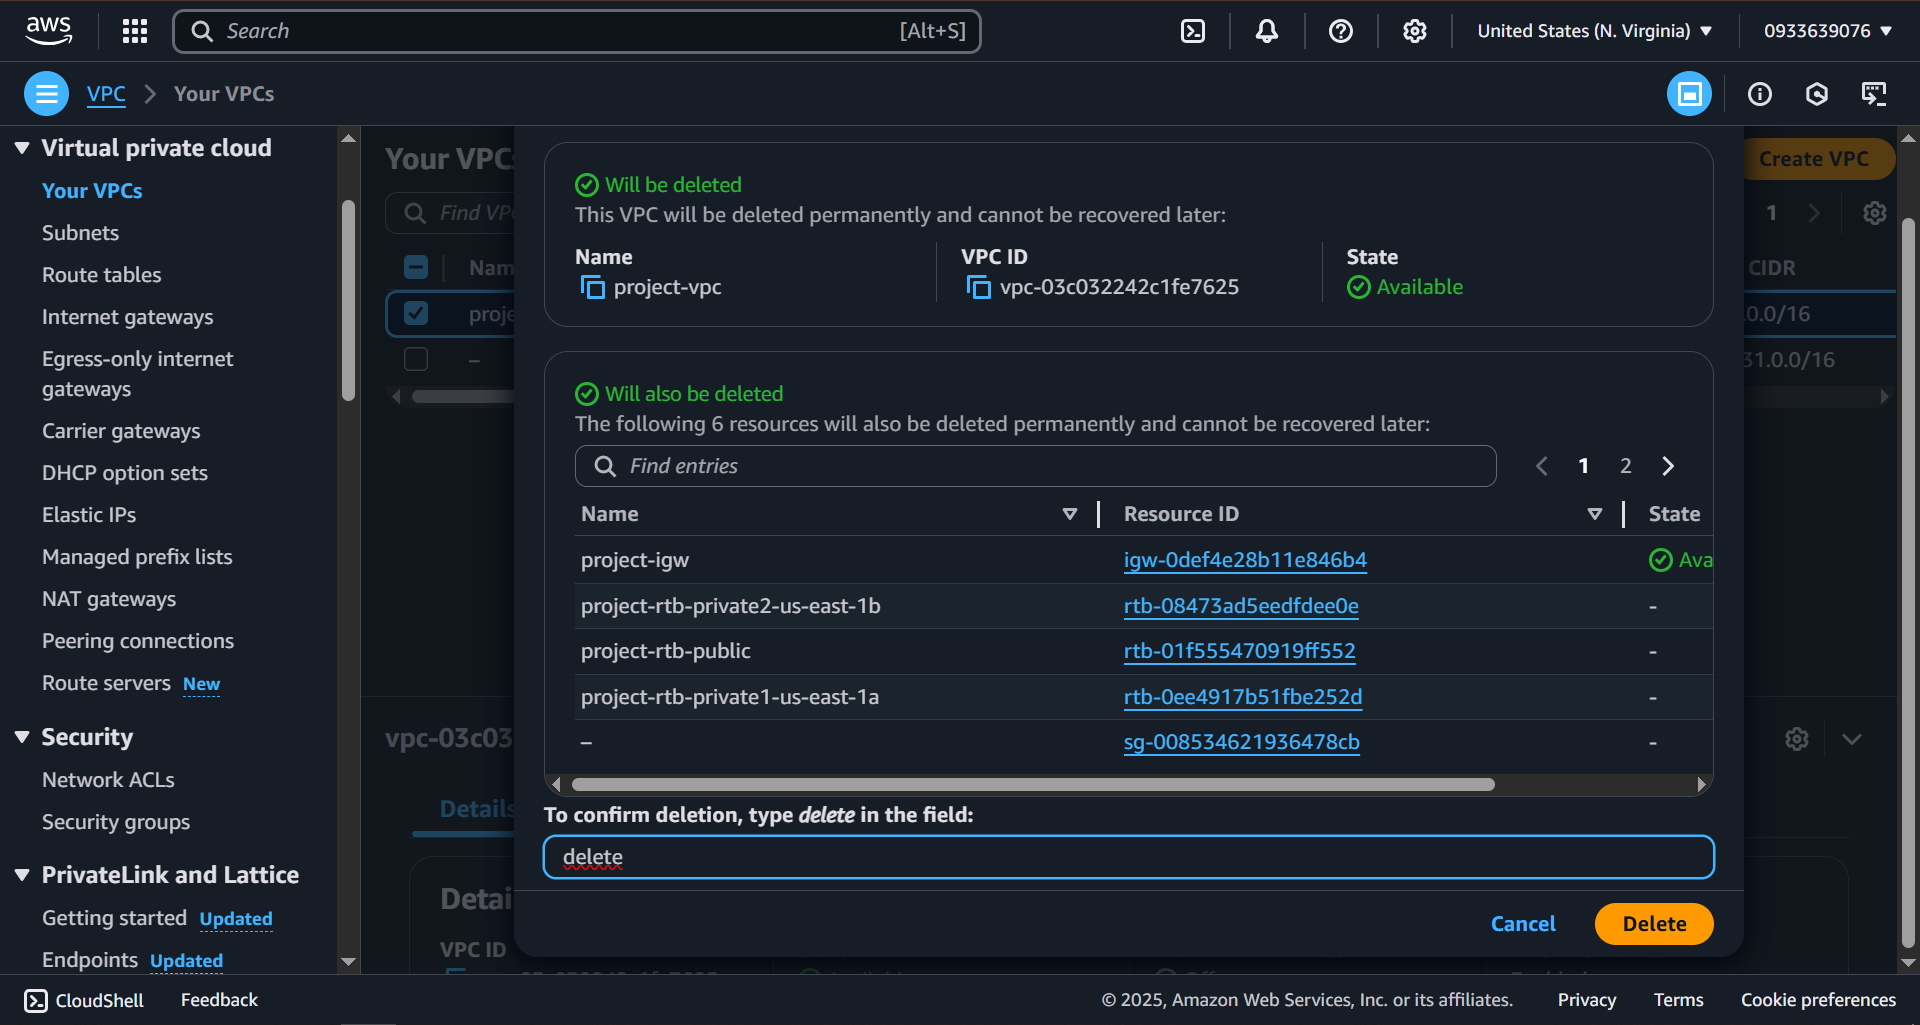 aws
Search
[Alt+S]
United States (N. Virginia)
0933639076
VPC
Your VPCs
Virtual private cloud
Your VPCs
Subnets
Route tables
Internet gateways
Egress-only internet
gateways
Carrier gateways
DHCP option sets
Elastic IPs
Managed prefix lists
NAT gateways
Peering connections
Route servers New
Security
Network ACLs
Security groups
PrivateLink and Lattice
Getting started Updated
Endpoints Updated
Your VPCs
Create VPC
Find VP
1
Nam
CIDR
proje
.0.0/16
–
31.0.0/16
vpc-03c03
Details
Detai
VPC ID
Will be deleted
This VPC will be deleted permanently and cannot be recovered later:
Name
VPC ID
State
project-vpc
vpc-03c032242c1fe7625
Available
Will also be deleted
The following 6 resources will also be deleted permanently and cannot be recovered later:
Find entries
1 2
Name
Resource ID
State
project-igw
igw-0def4e28b11e846b4
Ava
project-rtb-private2-us-east-1b
rtb-08473ad5eedfdee0e
-
project-rtb-public
rtb-01f555470919ff552
-
project-rtb-private1-us-east-1a
rtb-0ee4917b51fbe252d
-
–
sg-008534621936478cb
-
To confirm deletion, type delete in the field:
delete
Cancel
Delete
CloudShell
Feedback
© 2025, Amazon Web Services, Inc. or its affiliates.
Privacy
Terms
Cookie preferences